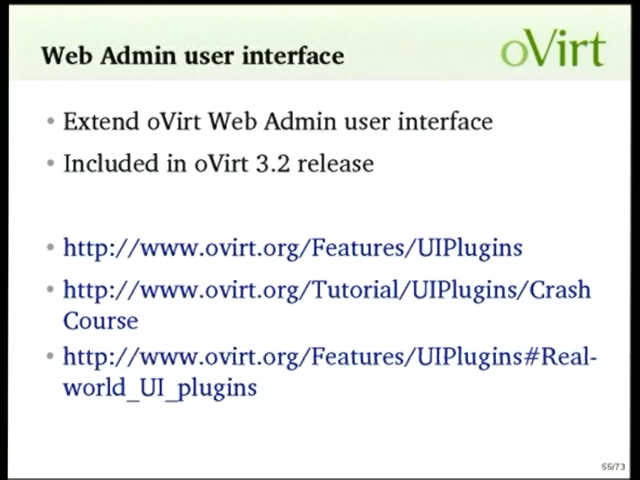 Web Admin user interface
oVirt
• Extend oVirt Web Admin user interface
• Included in oVirt 3.2 release
• http://www.ovirt.org/Features/UIPlugins
• http://www.ovirt.org/Tutorial/UIPlugins/Crash
Course
• http://www.ovirt.org/Features/UIPlugins#Real-
world_UI_plugins
55/73